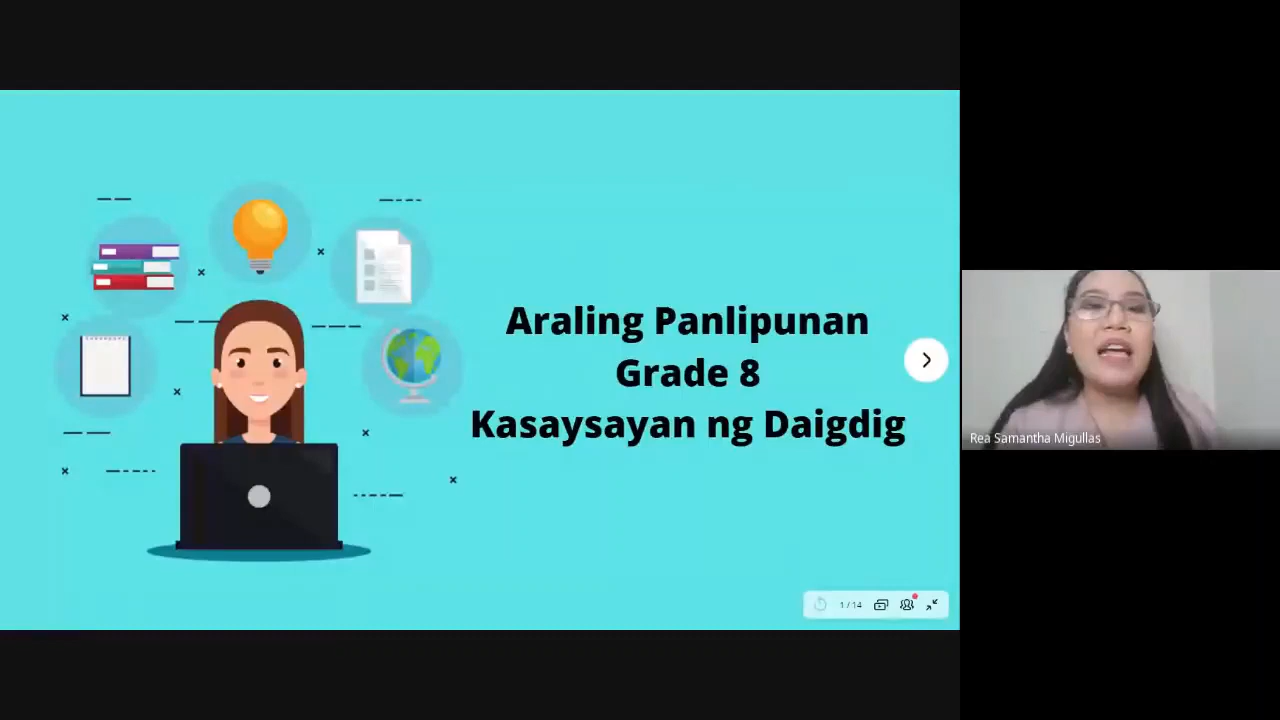 Araling Panlipunan
Grade 8
Kasaysayan ng Daigdig
1 / 14
Rea Samantha Migullas